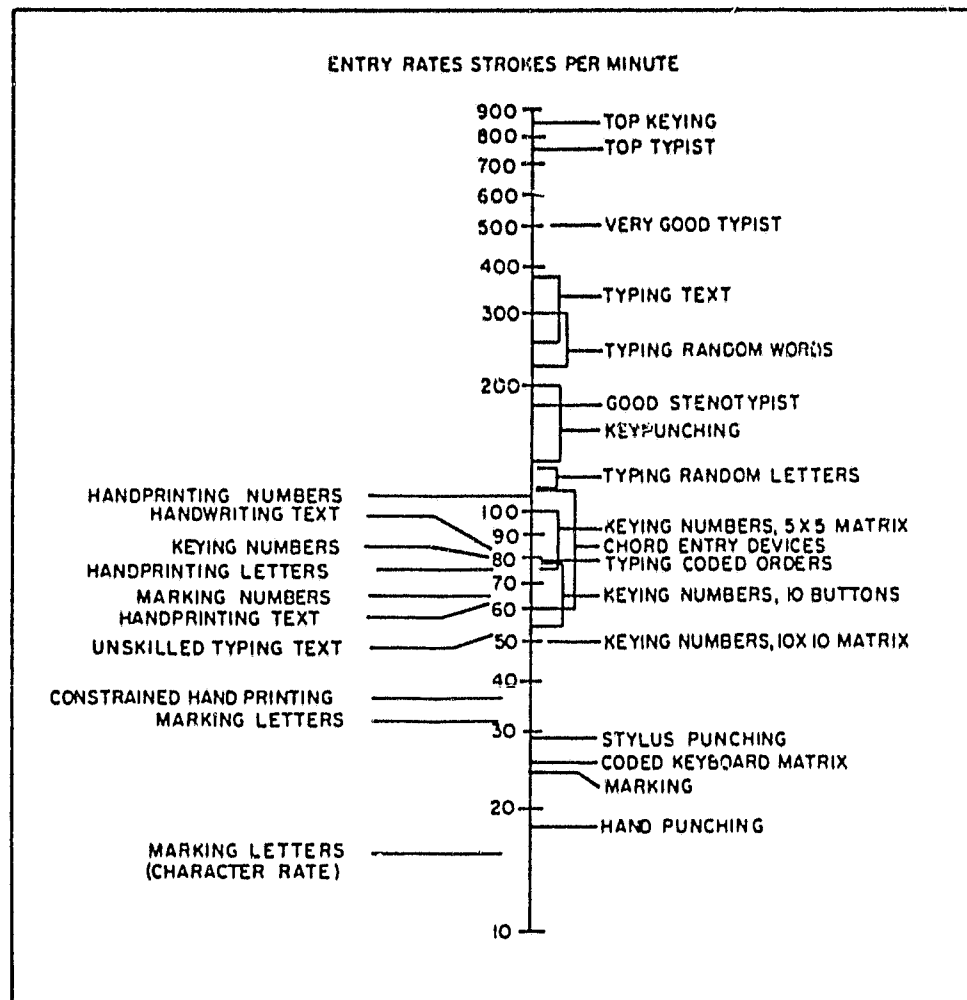 ENTRY RATES STROKES PER MINUTE
900
TOP KEYING
800
TOP TYPIST
700
600
500
VERY GOOD TYPIST
400
TYPING TEXT
300
TYPING RANDOM WORDS
200
GOOD STENOTYPIST
KEYPUNCHING
TYPING RANDOM LETTERS
HANDPRINTING NUMBERS
HANDWRITING TEXT
100
KEYING NUMBERS, 5X5 MATRIX
90
KEYING NUMBERS
CHORD ENTRY DEVICES
80
TYPING CODED ORDERS
HANDPRINTING LETTERS
70
MARKING NUMBERS
KEYING NUMBERS, 10 BUTTONS
60
HANDPRINTING TEXT
UNSKILLED TYPING TEXT
50
KEYING NUMBERS, 10X10 MATRIX
40
CONSTRAINED HAND PRINTING
MARKING LETTERS
30
STYLUS PUNCHING
CODED KEYBOARD MATRIX
MARKING
20
HAND PUNCHING
MARKING LETTERS
(CHARACTER RATE)
10